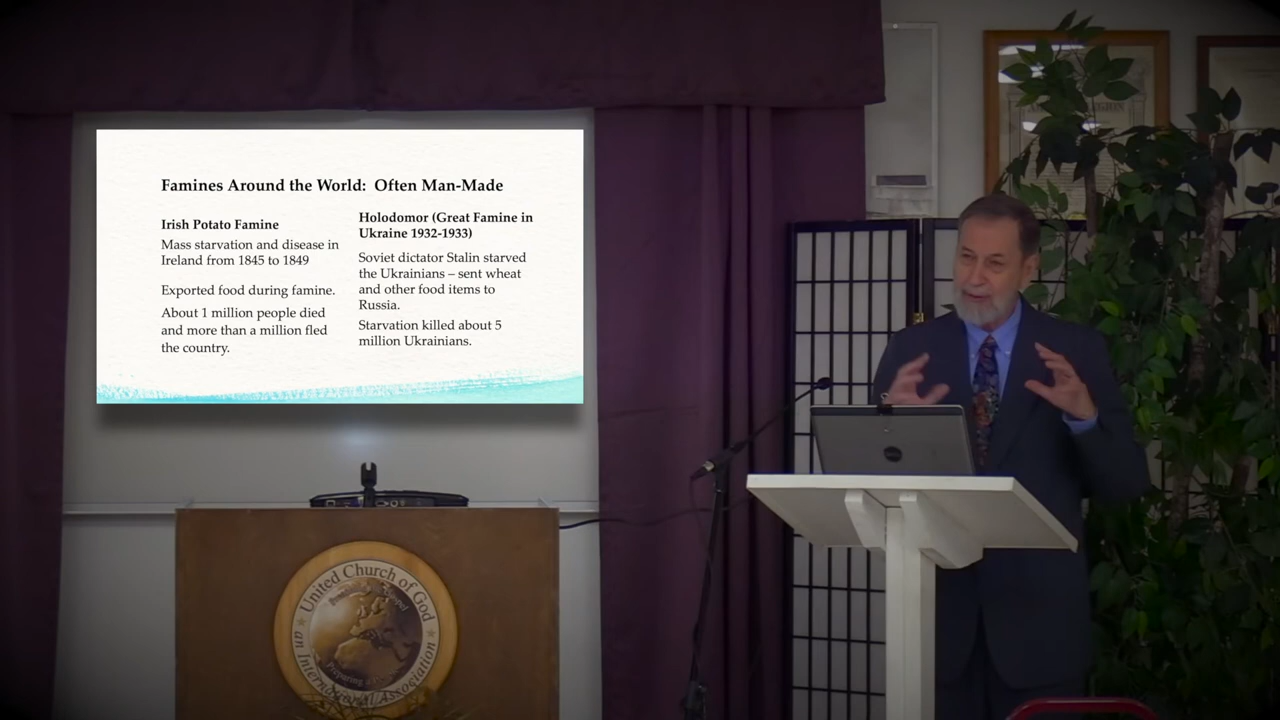 Famines Around the World:  Often Man-Made
Irish Potato Famine
Mass starvation and disease in
Ireland from 1845 to 1849
Exported food during famine.
About 1 million people died
and more than a million fled
the country.
Holodomor (Great Famine in
Ukraine 1932-1933)
Soviet dictator Stalin starved
the Ukrainians – sent wheat
and other food items to
Russia.
Starvation killed about 5
million Ukrainians.
United Church of God
an International Association